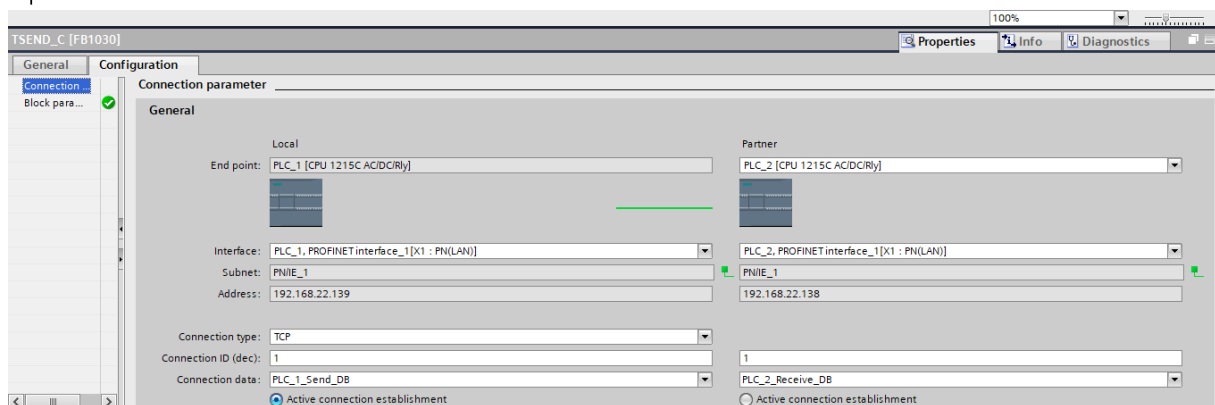 100%
TSEND_C [FB1030]
Properties
Info
Diagnostics
General
Configuration
Connection ...
Block para...
Connection parameter
General
Local Partner
End point: PLC_1 [CPU 1215C AC/DC/Rly] PLC_2 [CPU 1215C AC/DC/Rly]
Interface: PLC_1, PROFINET interface_1[X1 : PN(LAN)] PLC_2, PROFINET interface_1[X1 : PN(LAN)]
Subnet: PN/IE_1 PN/IE_1
Address: 192.168.22.139 192.168.22.138
Connection type: TCP
Connection ID (dec): 1 1
Connection data: PLC_1_Send_DB PLC_2_Receive_DB
Active connection establishment Active connection establishment